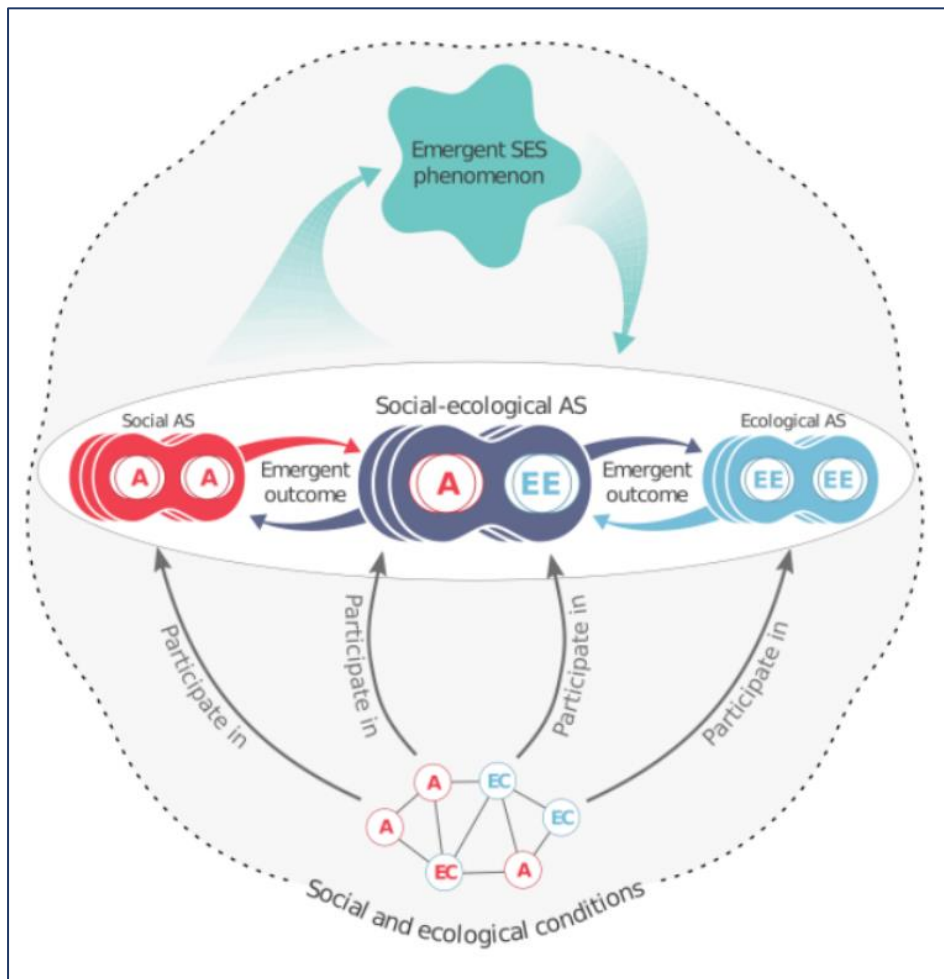 Emergent SES
phenomenon
Social AS
Social-ecological AS
Ecological AS
A
A
Emergent
outcome
A
EE
Emergent
outcome
EE
EE
Participate in
Participate in
Participate in
Participate in
A
EC
A
EC
EC
A
Social and ecological conditions